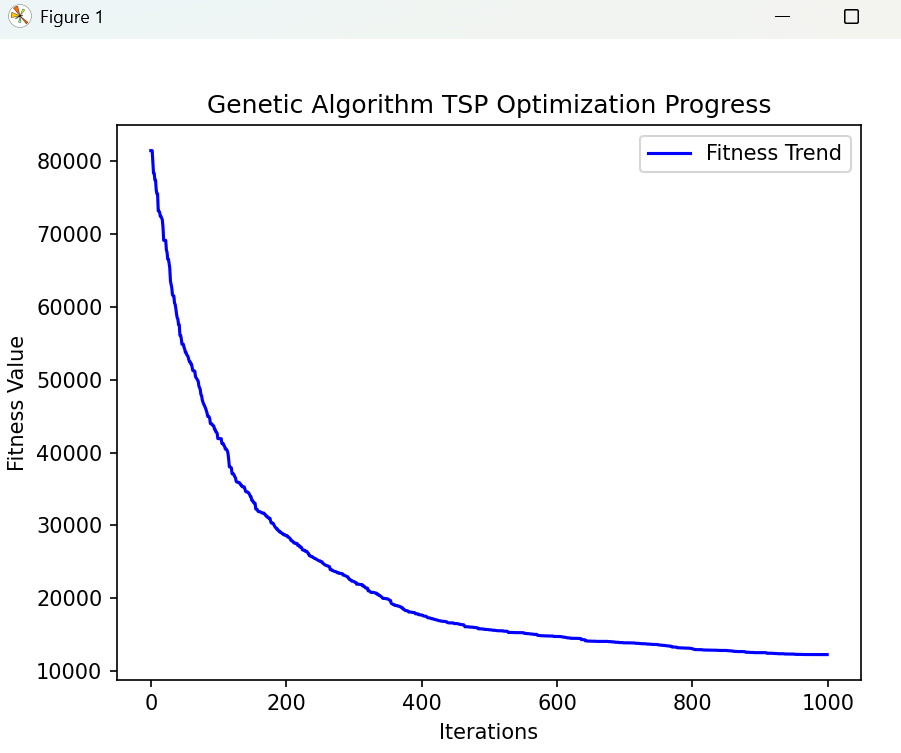 Figure 1
Genetic Algorithm TSP Optimization Progress
Fitness Trend
Fitness Value
80000
70000
60000
50000
40000
30000
20000
10000
0 200 400 600 800 1000
Iterations